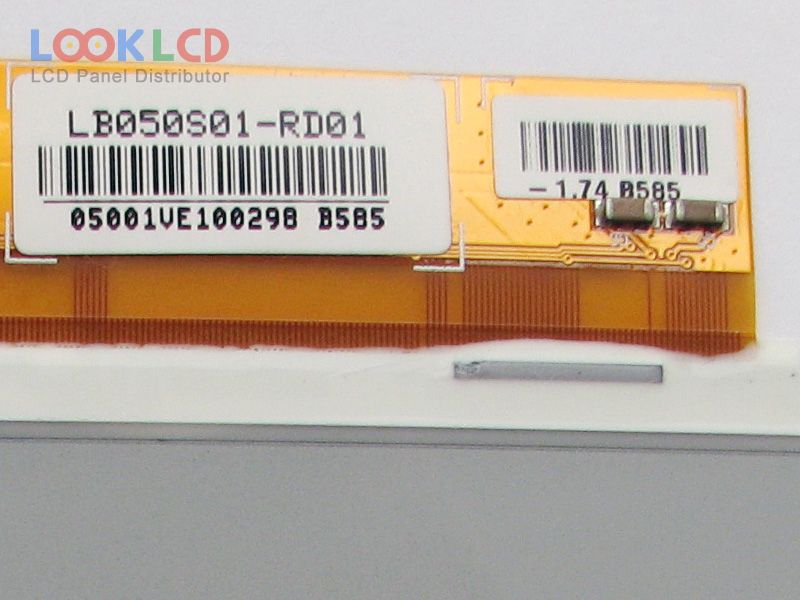 LOOKLCD
LCD Panel Distributor
LB050S01-RD01
05001VE100298 B585
-1.74 B585